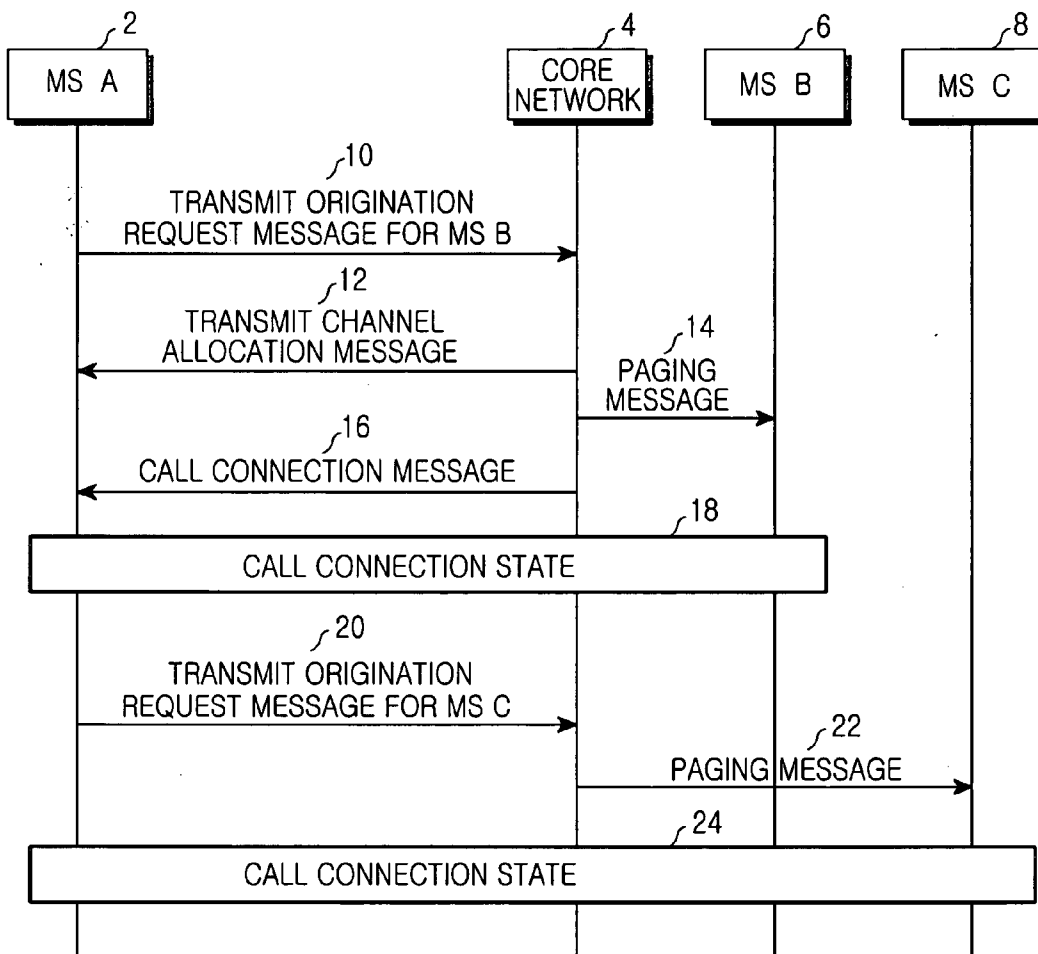 2
4
6
8
MS A
CORE
NETWORK
MS B
MS C
10
TRANSMIT ORIGINATION
REQUEST MESSAGE FOR MS B
12
TRANSMIT CHANNEL
ALLOCATION MESSAGE
14
PAGING
MESSAGE
16
CALL CONNECTION MESSAGE
18
CALL CONNECTION STATE
20
TRANSMIT ORIGINATION
REQUEST MESSAGE FOR MS C
22
PAGING MESSAGE
24
CALL CONNECTION STATE